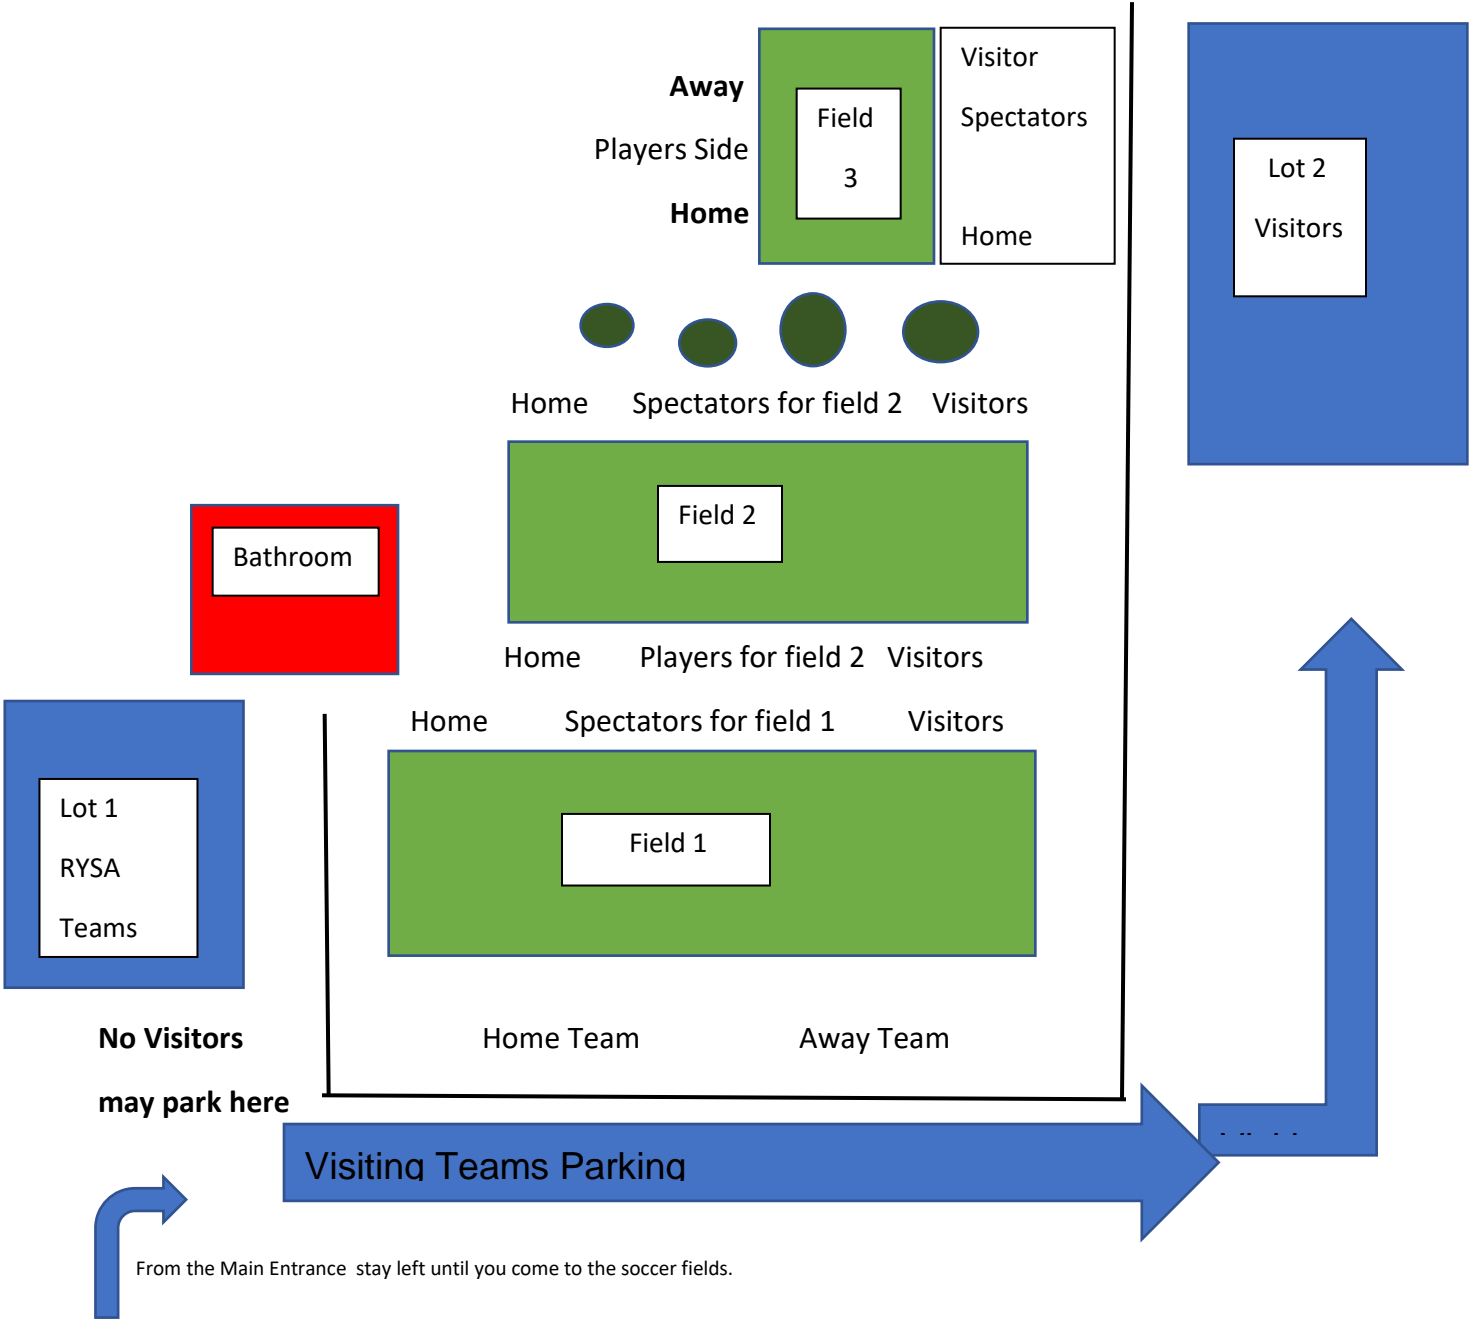 Away
Players Side
Home
Field
3
Visitor
Spectators
Home
Lot 2
Visitors
Home Spectators for field 2 Visitors
Field 2
Bathroom
Home Players for field 2 Visitors
Home Spectators for field 1 Visitors
Lot 1
RYSA
Teams
Field 1
No Visitors
may park here
Home Team Away Team
Visiting Teams Parking
From the Main Entrance stay left until you come to the soccer fields.